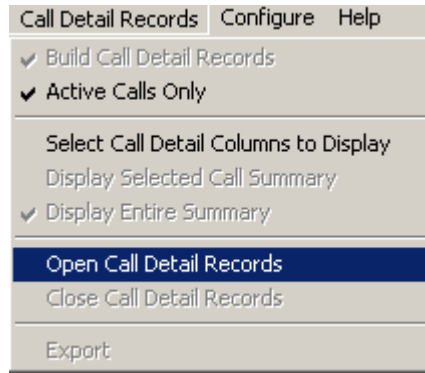 Call Detail Records Configure Help
Build Call Detail Records
Active Calls Only
Select Call Detail Columns to Display
Display Selected Call Summary
Display Entire Summary
Open Call Detail Records
Close Call Detail Records
Export